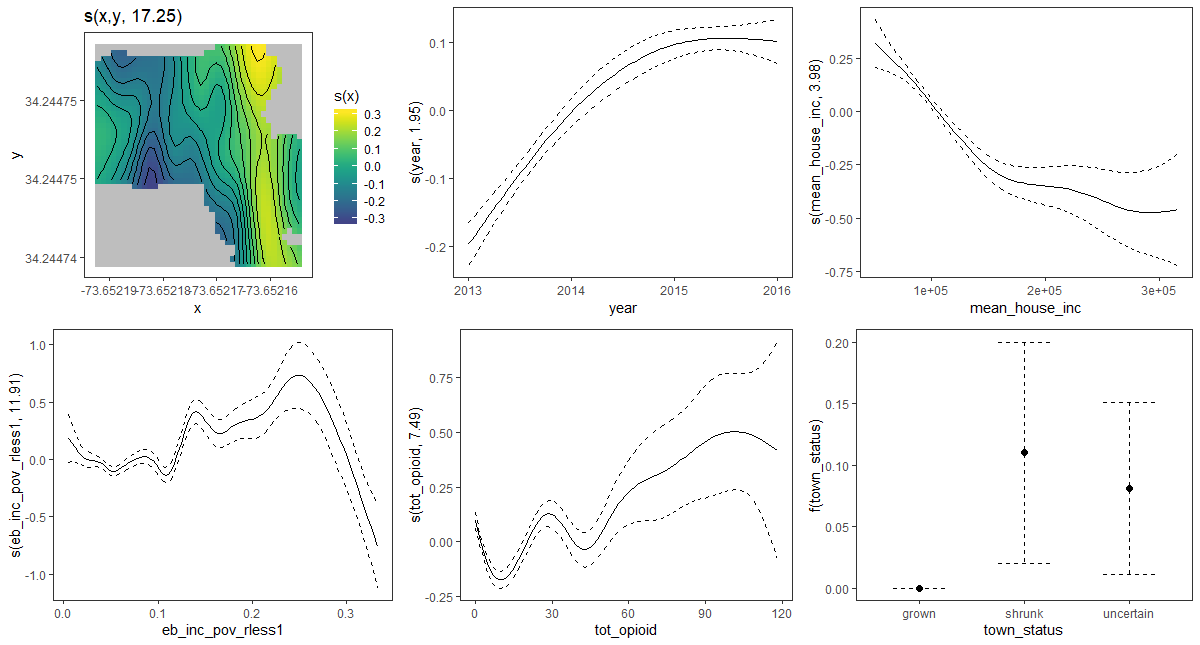 s(x,y, 17.25)
y
34.24475
34.24475
34.24474
-73.65219-73.65218-73.65217-73.65216
x
s(x)
0.3
0.2
0.1
0.0
-0.1
-0.2
-0.3
s(year, 1.95)
0.1
0.0
-0.1
-0.2
2013 2014 2015 2016
year
s(mean_house_inc, 3.98)
0.25
0.00
-0.25
-0.50
-0.75
1e+05 2e+05 3e+05
mean_house_inc
s(eb_inc_pov_rless1, 11.91)
1.0
0.5
0.0
-0.5
-1.0
0.0 0.1 0.2 0.3
eb_inc_pov_rless1
s(tot_opioid, 7.49)
0.75
0.50
0.25
0.00
-0.25
0 30 60 90 120
tot_opioid
f(town_status)
0.20
0.15
0.10
0.05
0.00
grown shrunk uncertain
town_status